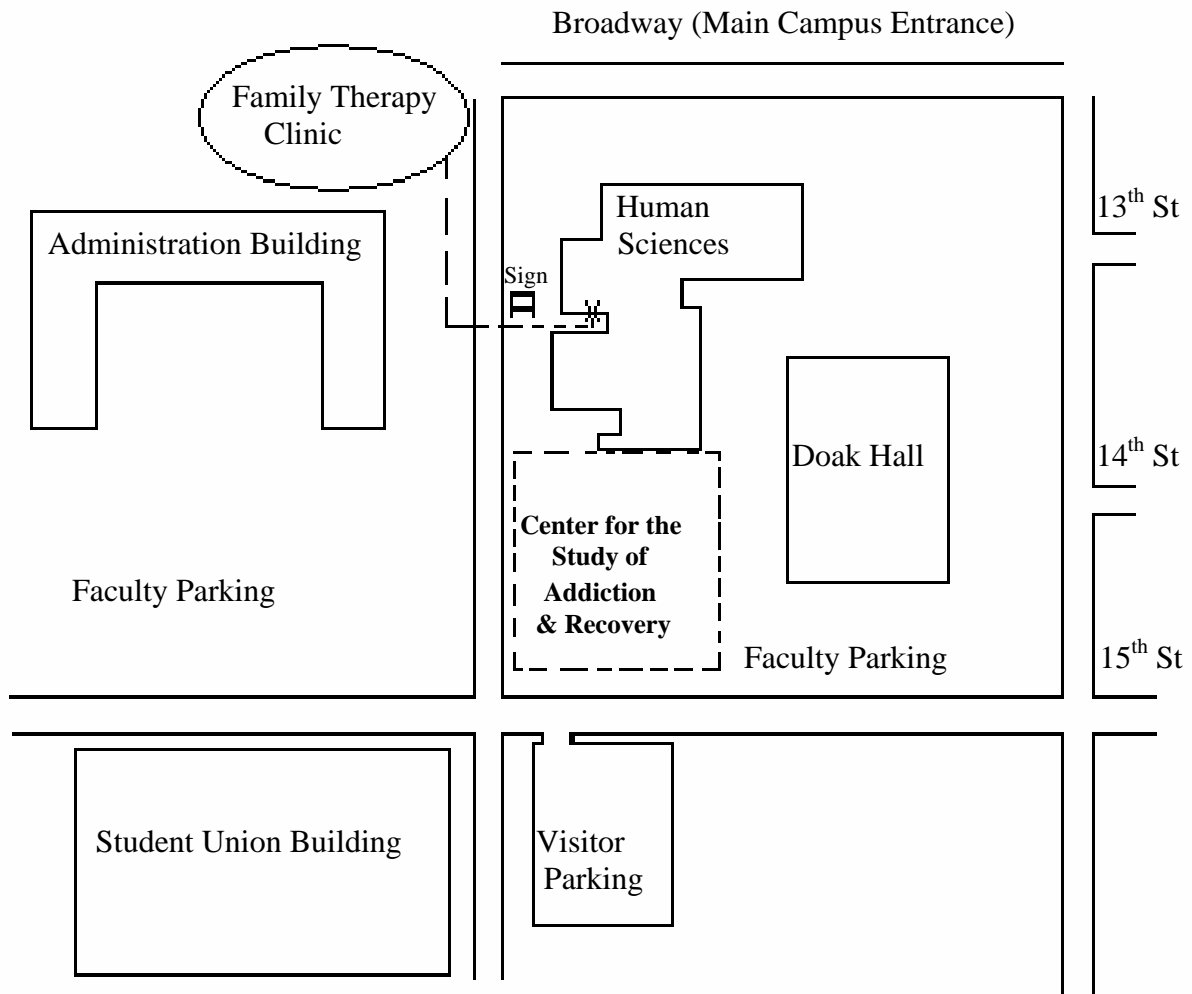 Broadway (Main Campus Entrance)
Family Therapy
Clinic
Human
Sciences
13th St
Administration Building
Sign
Doak Hall
14th St
Center for the
Study of
Addiction
& Recovery
Faculty Parking
Faculty Parking
15th St
Student Union Building
Visitor
Parking